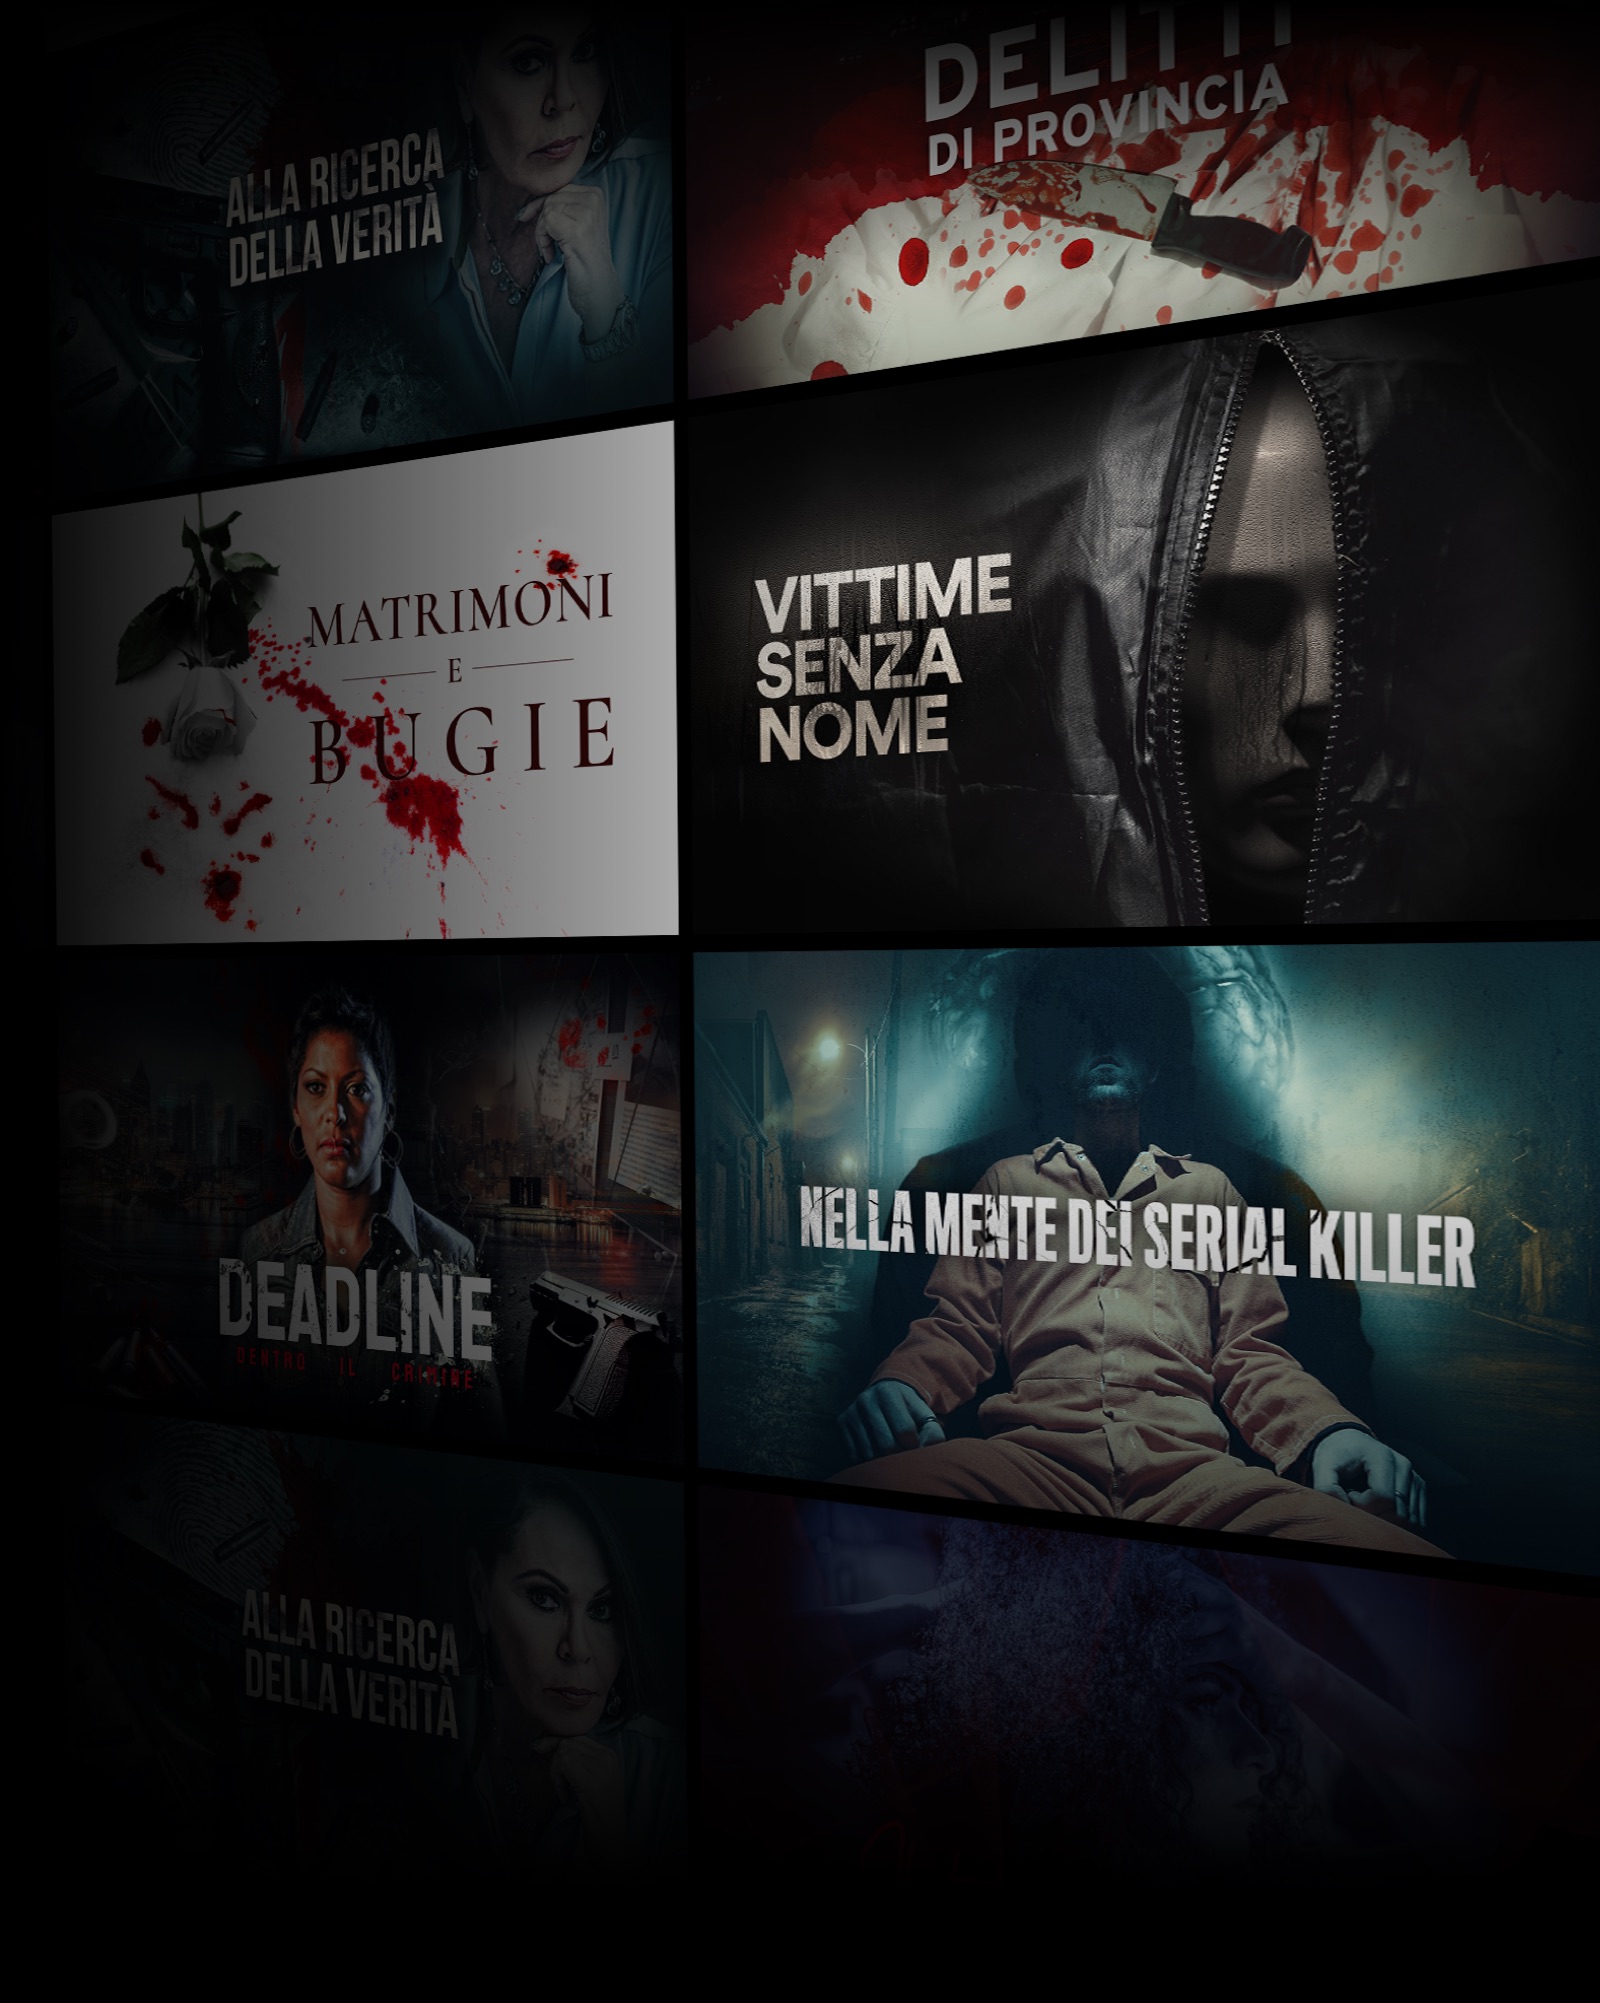 ALLA RICERCA
DELLA VERITÀ
DELITTI
DI PROVINCIA
MATRIMONI
E
BUGIE
VITTIME
SENZA
NOME
DEADLINE
DENTRO IL CRIMINE
NELLA MENTE DEI SERIAL KILLER
ALLA RICERCA
DELLA VERITÀ